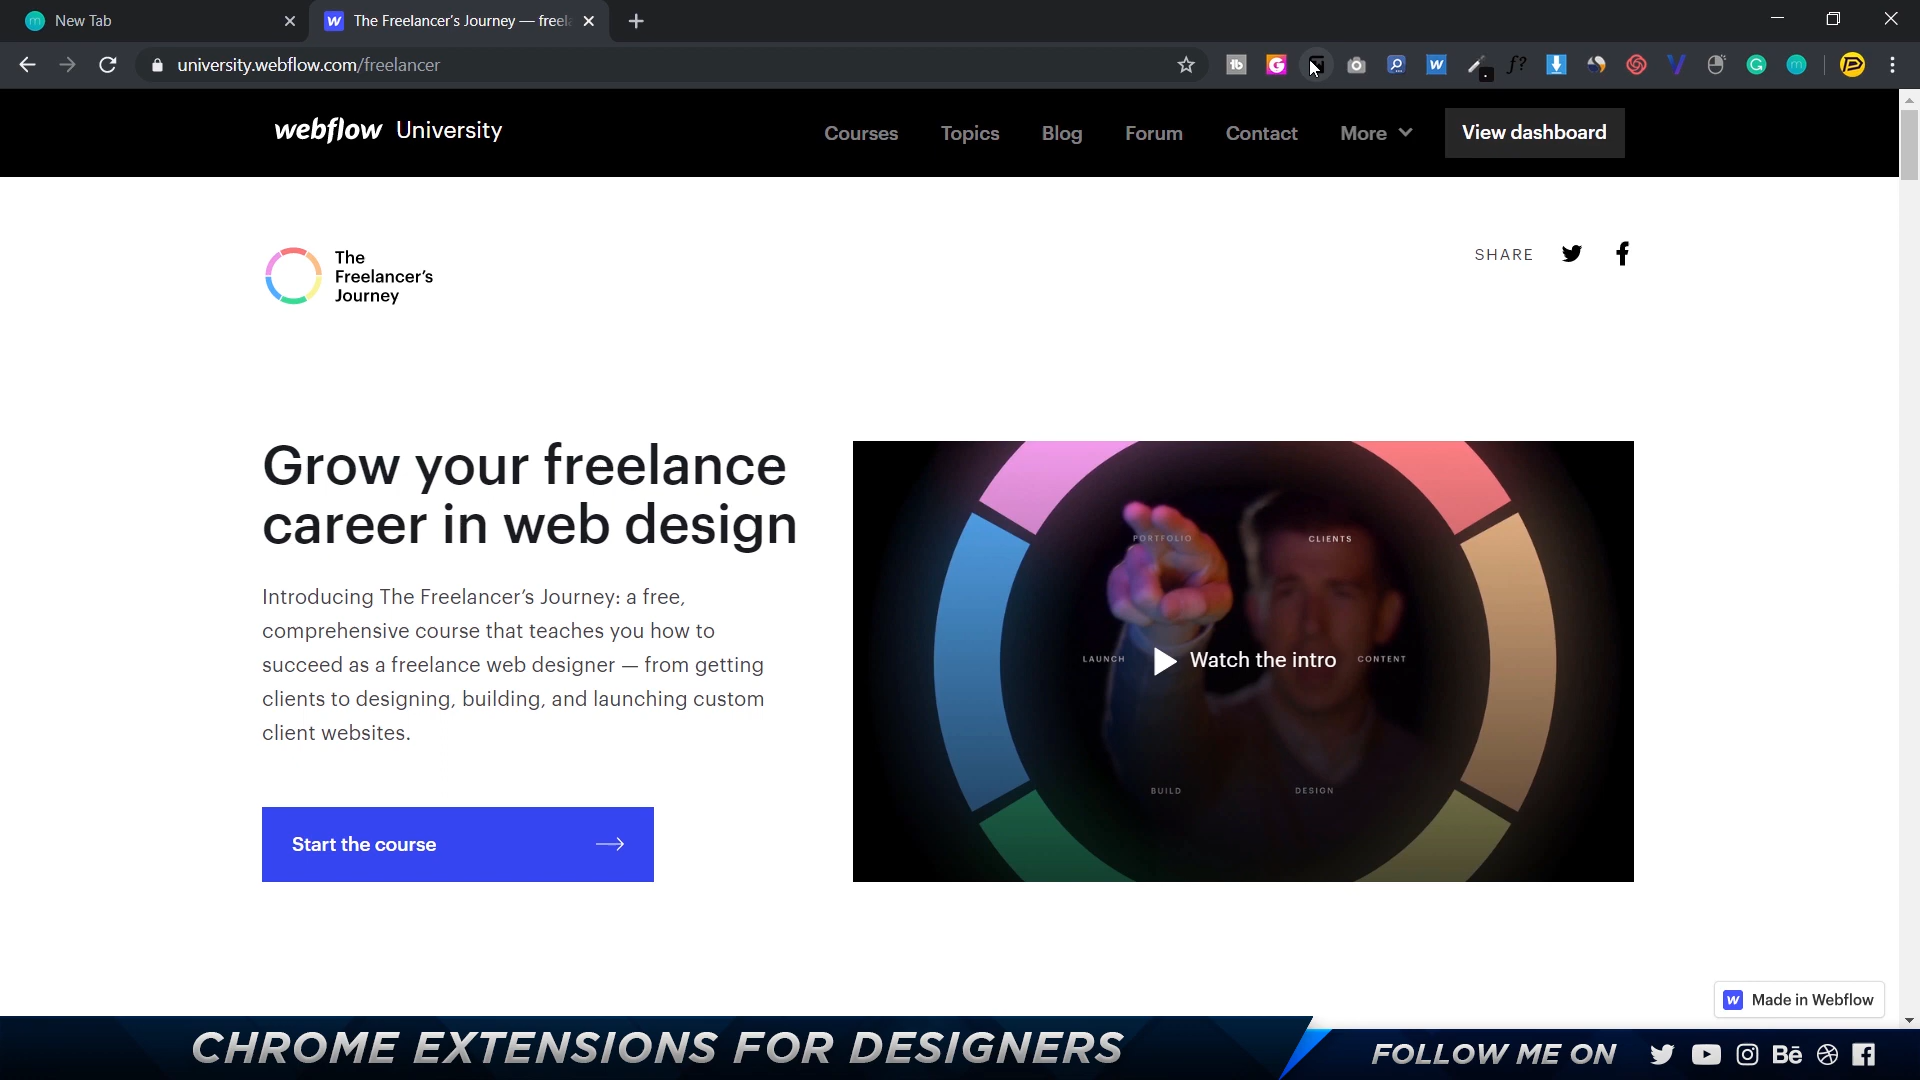 New Tab
The Freelancer's Journey — freel
university.webflow.com/freelancer
webflow University
Courses
Topics
Blog
Forum
Contact
More
View dashboard
The
Freelancer's
Journey
SHARE
Grow your freelance
career in web design
Introducing The Freelancer's Journey: a free,
comprehensive course that teaches you how to
succeed as a freelance web designer — from getting
clients to designing, building, and launching custom
client websites.
Start the course
PORTFOLIO
CLIENTS
LAUNCH
Watch the intro
CONTENT
BUILD
DESIGN
Made in Webflow
CHROME EXTENSIONS FOR DESIGNERS
FOLLOW ME ON